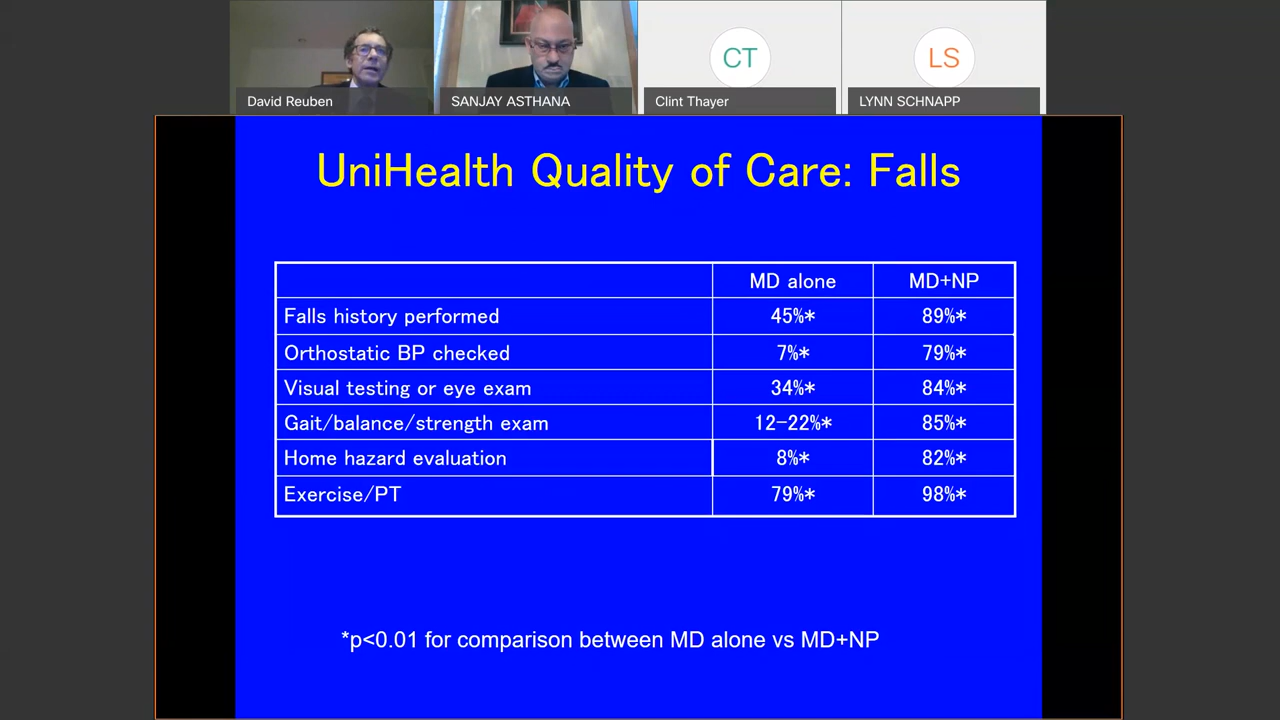 CT
LS
David Reuben
SANJAY ASTHANA
Clint Thayer
LYNN SCHNAPP
UniHealth Quality of Care: Falls
MD alone MD+NP
Falls history performed 45%* 89%*
Orthostatic BP checked 7%* 79%*
Visual testing or eye exam 34%* 84%*
Gait/balance/strength exam 12-22%* 85%*
Home hazard evaluation 8%* 82%*
Exercise/PT 79%* 98%*
*p<0.01 for comparison between MD alone vs MD+NP